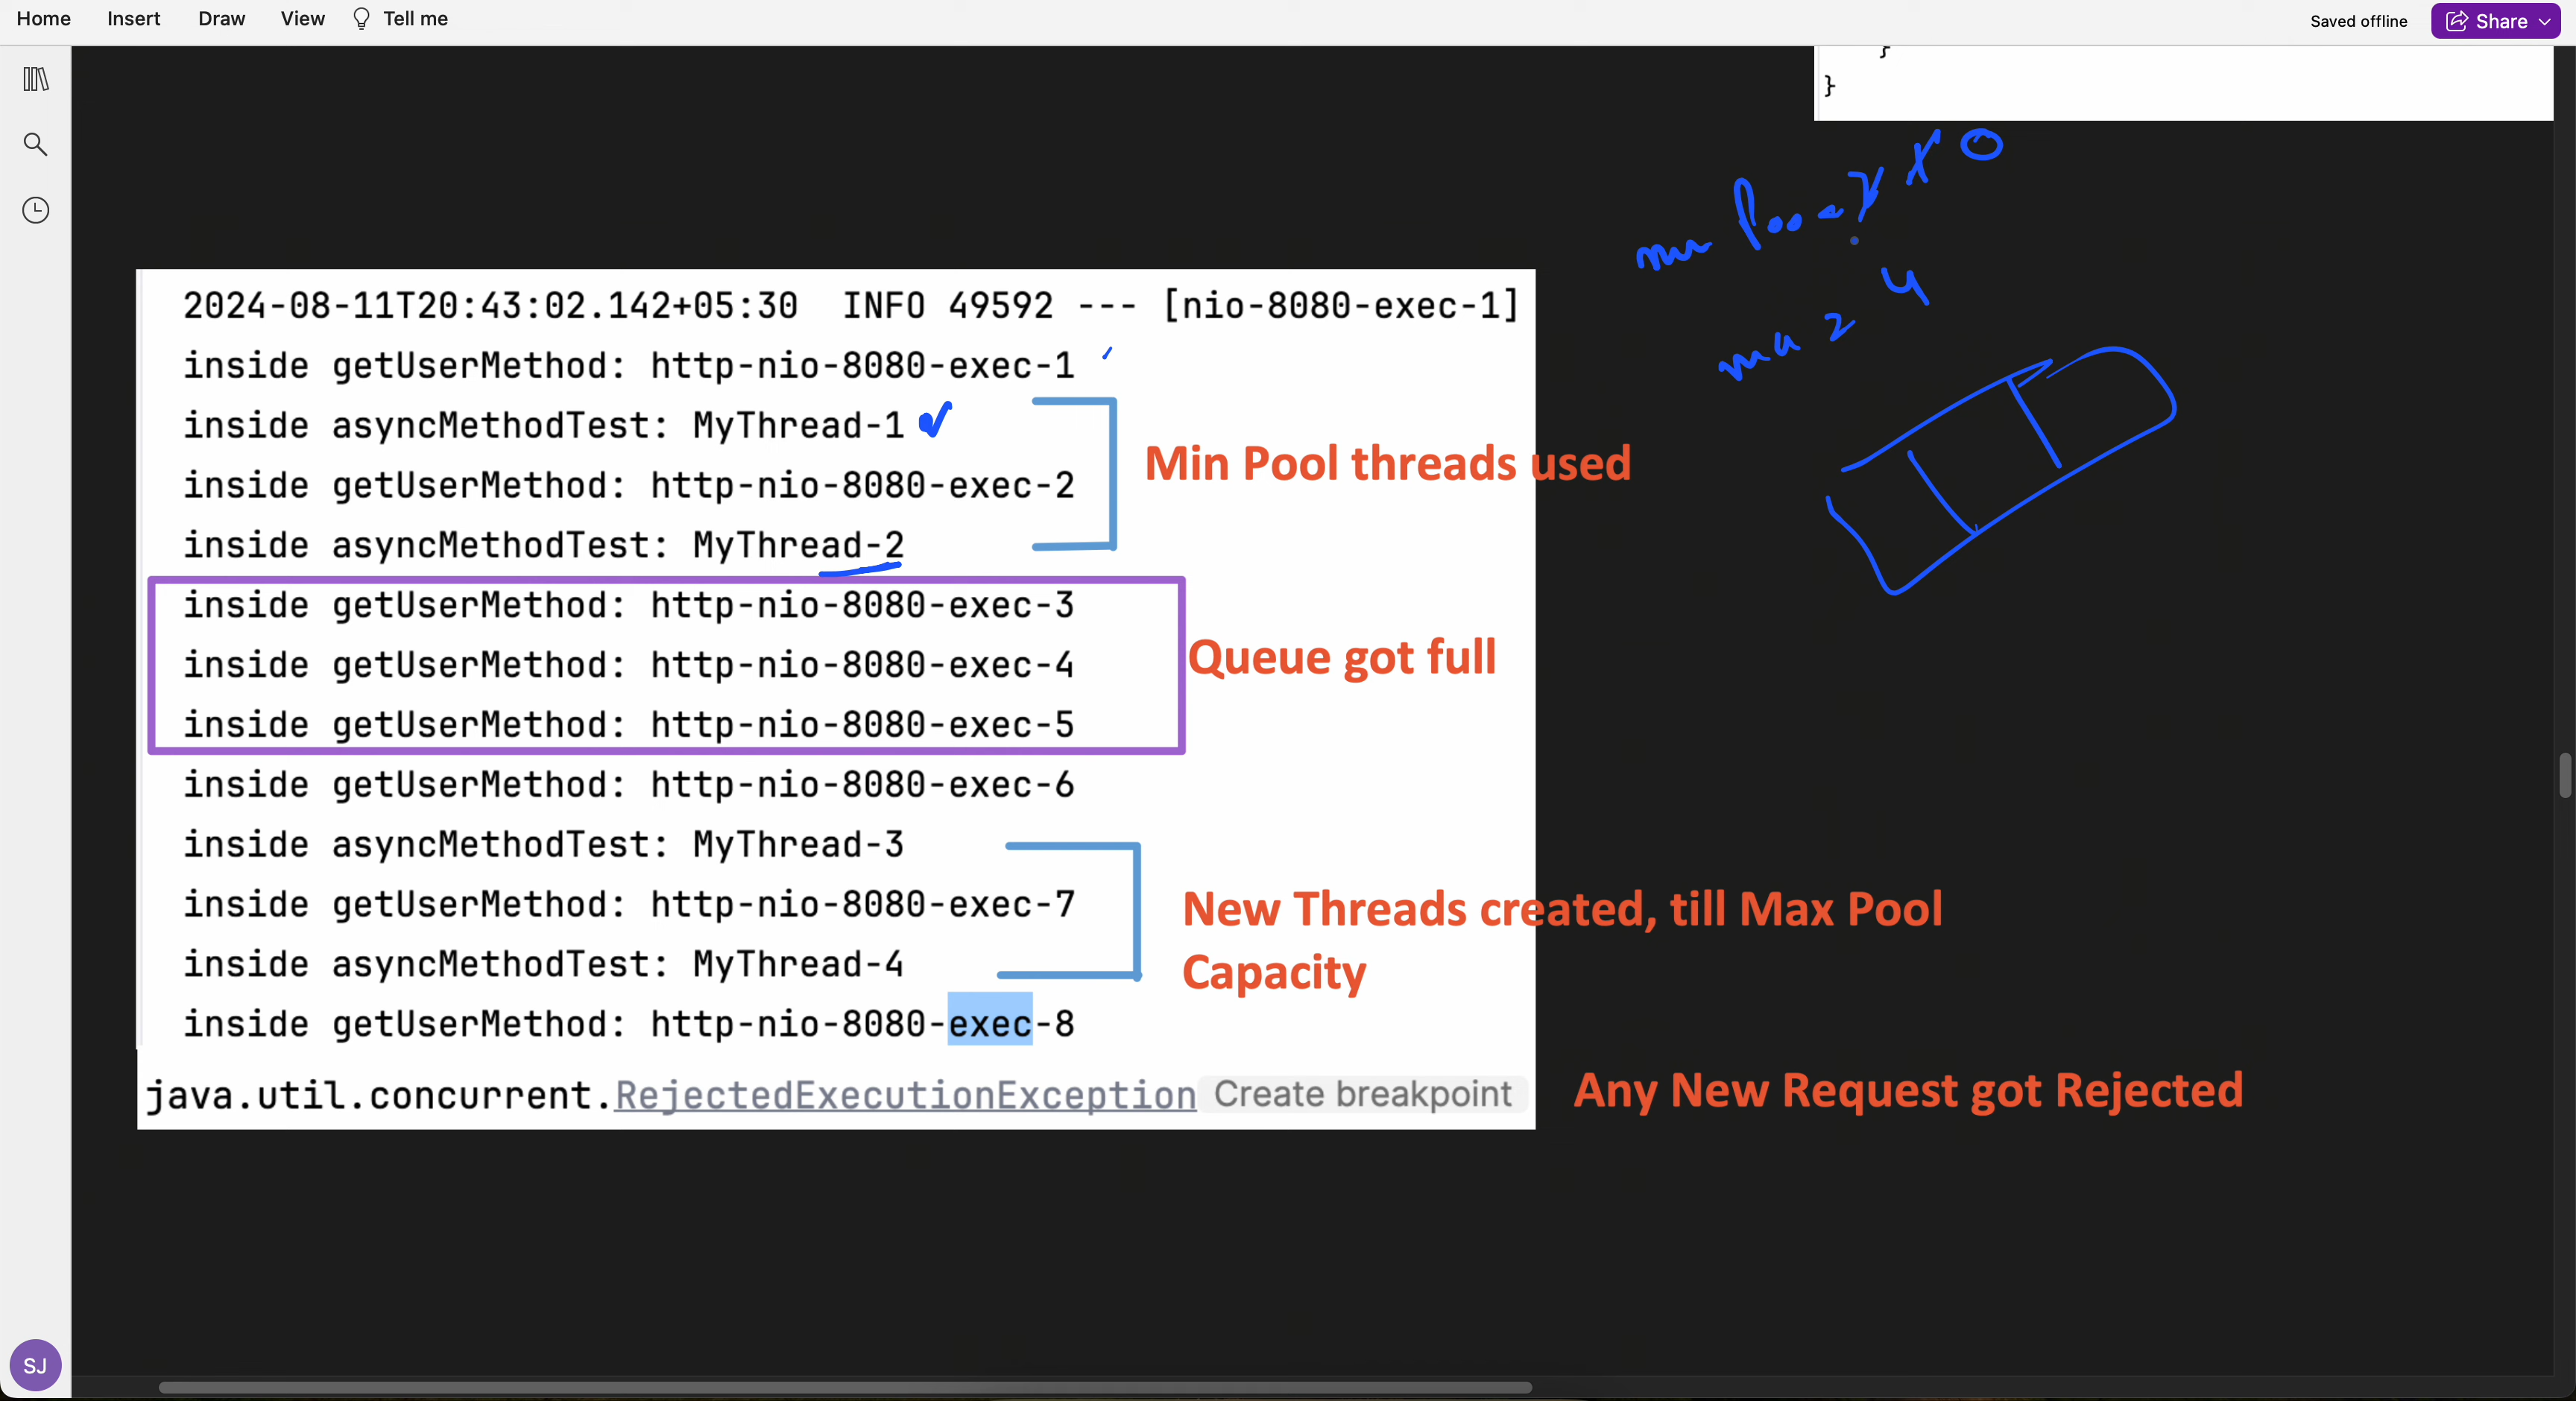 Home Insert Draw View Tell me Saved offline Share
}
}
2024-08-11T20:43:02.142+05:30 INFO 49592 --- [nio-8080-exec-1]
inside getUserMethod: http-nio-8080-exec-1
inside asyncMethodTest: MyThread-1
inside getUserMethod: http-nio-8080-exec-2
inside asyncMethodTest: MyThread-2
Min Pool threads used
inside getUserMethod: http-nio-8080-exec-3
inside getUserMethod: http-nio-8080-exec-4
inside getUserMethod: http-nio-8080-exec-5
Queue got full
inside getUserMethod: http-nio-8080-exec-6
inside asyncMethodTest: MyThread-3
inside getUserMethod: http-nio-8080-exec-7
inside asyncMethodTest: MyThread-4
New Threads created, till Max Pool
Capacity
inside getUserMethod: http-nio-8080-exec-8
java.util.concurrent.RejectedExecutionException Create breakpoint
Any New Request got Rejected
SJ